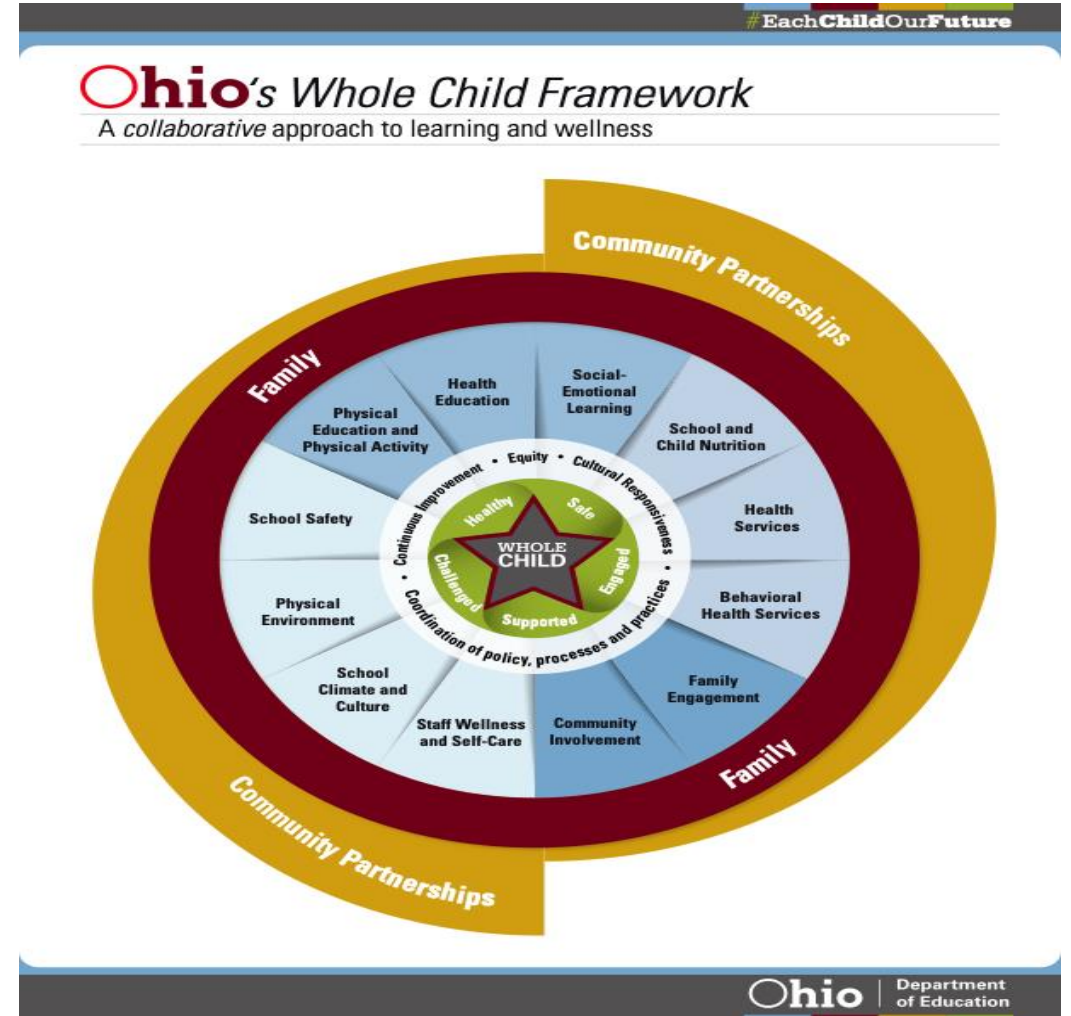 #EachChildOurFuture
Ohio's Whole Child Framework
A collaborative approach to learning and wellness
Community Partnerships
Family
Health
Education
Social-
Emotional
Learning
Physical
Education and
Physical Activity
School and
Child Nutrition
School Safety
Health
Services
Physical
Environment
Behavioral
Health Services
School
Climate and
Culture
Family
Engagement
Staff Wellness
and Self-Care
Community
Involvement
• Continuous Improvement • Equity • Cultural Responsiveness •
Coordination of policy, processes and practices
Healthy
Safe
Engaged
Supported
Challenged
WHOLE
CHILD
Family
Community Partnerships
Ohio
Department
of Education